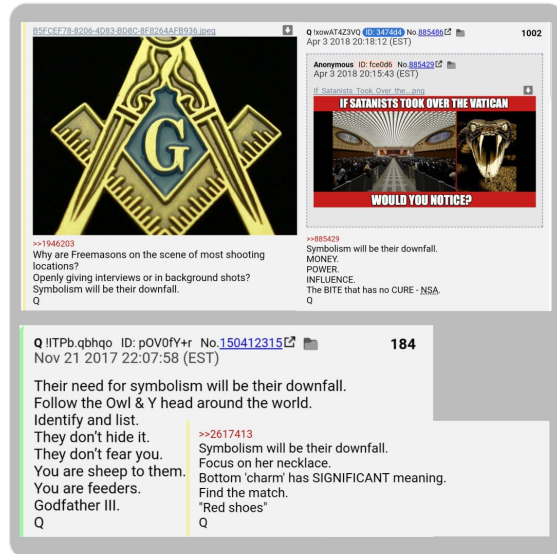 B5FCEF78-8206-4D83-BD8C-8F8264AFB936.jpeg
G
>>1946203
Why are Freemasons on the scene of most shooting
locations?
Openly giving interviews or in background shots?
Symbolism will be their downfall.
Q
Q !xowAT4Z3VQ ID: 3474d4 No.885486 1002
Apr 3 2018 20:18:12 (EST)
Anonymous ID: fce0d6 No.885429
Apr 3 2018 20:15:43 (EST)
If_Satanists_Took_Over_the...png
IF SATANISTS TOOK OVER THE VATICAN
WOULD YOU NOTICE?
>>885429
Symbolism will be their downfall.
MONEY.
POWER.
INFLUENCE.
The BITE that has no CURE - NSA.
Q
Q !ITPb.qbhqo ID: pOV0fY+r No.150412315 184
Nov 21 2017 22:07:58 (EST)
Their need for symbolism will be their downfall.
Follow the Owl & Y head around the world.
Identify and list.
They don't hide it.
They don't fear you.
You are sheep to them.
You are feeders.
Godfather III.
Q
>>2617413
Symbolism will be their downfall.
Focus on her necklace.
Bottom 'charm' has SIGNIFICANT meaning.
Find the match.
"Red shoes"
Q